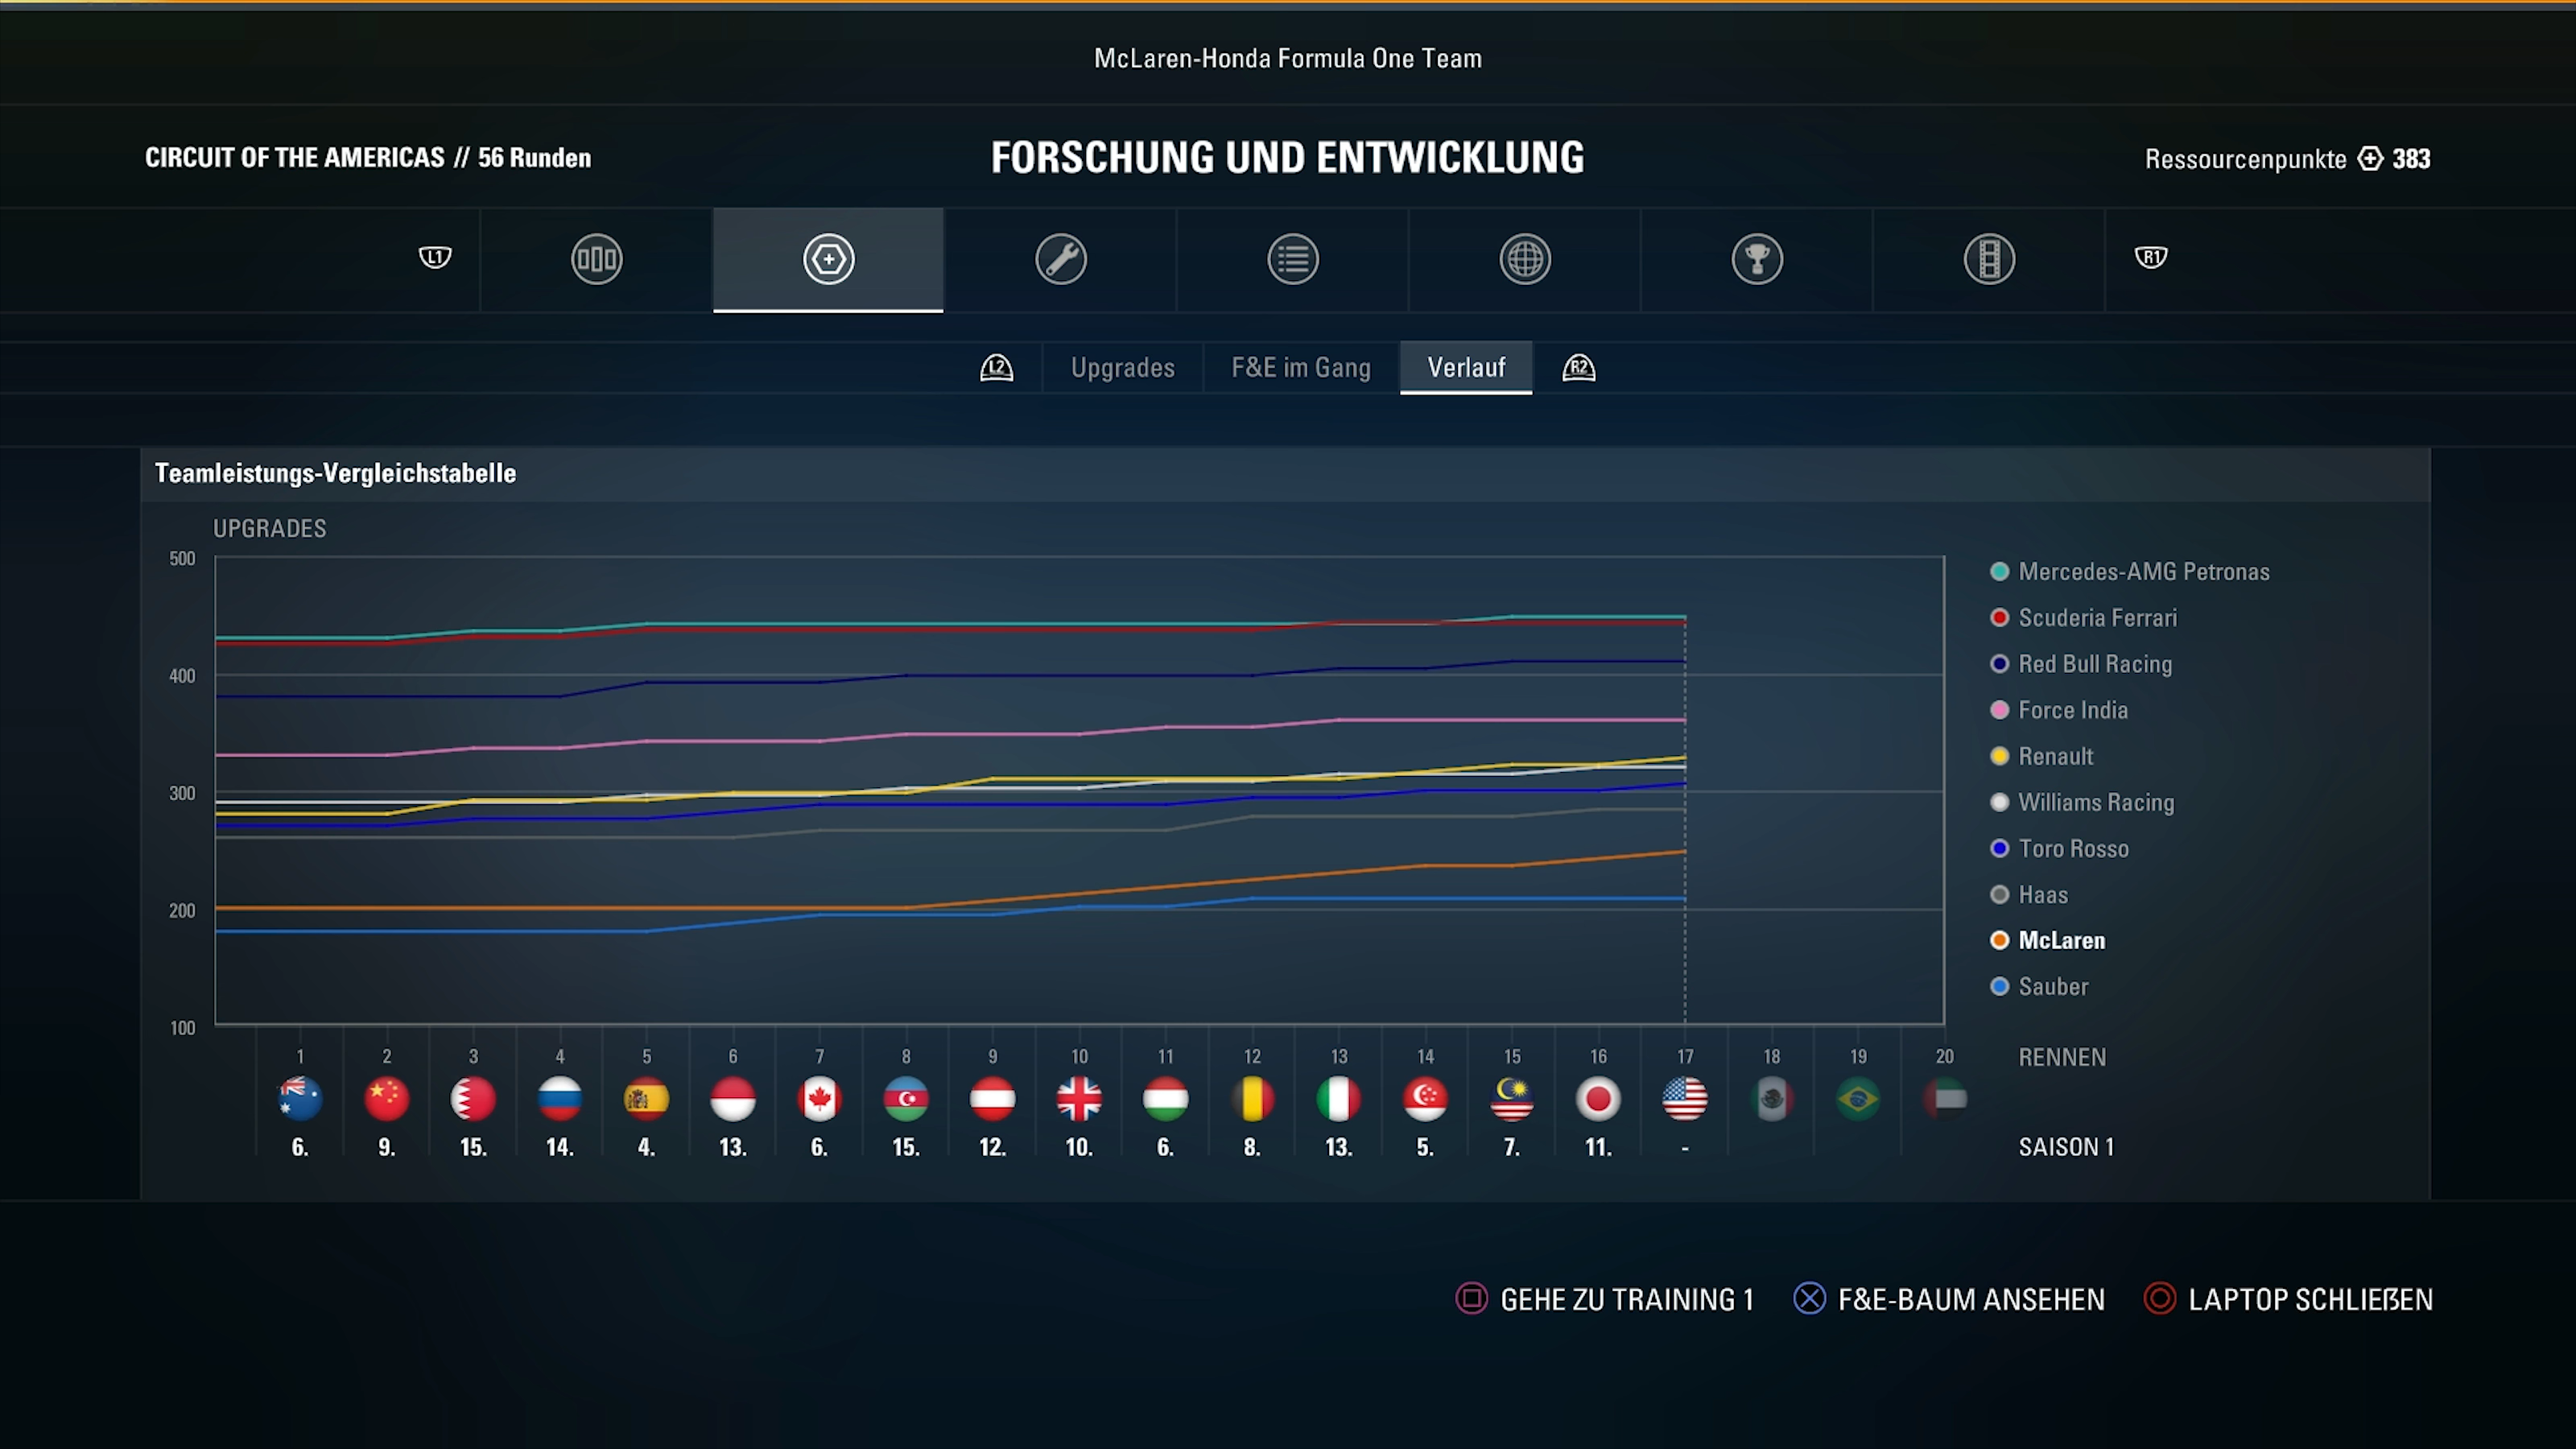 McLaren-Honda Formula One Team
CIRCUIT OF THE AMERICAS // 56 Runden
FORSCHUNG UND ENTWICKLUNG
Ressourcenpunkte 383
L1
R1
L2
Upgrades
F&E im Gang
Verlauf
R2
Teamleistungs-Vergleichstabelle
UPGRADES
500
400
300
200
100
Mercedes-AMG Petronas
Scuderia Ferrari
Red Bull Racing
Force India
Renault
Williams Racing
Toro Rosso
Haas
McLaren
Sauber
1 2 3 4 5 6 7 8 9 10 11 12 13 14 15 16 17 18 19 20 RENNEN
6. 9. 15. 14. 4. 13. 6. 15. 12. 10. 6. 8. 13. 5. 7. 11. - SAISON 1
GEHE ZU TRAINING 1
F&E-BAUM ANSEHEN
LAPTOP SCHLIEßEN